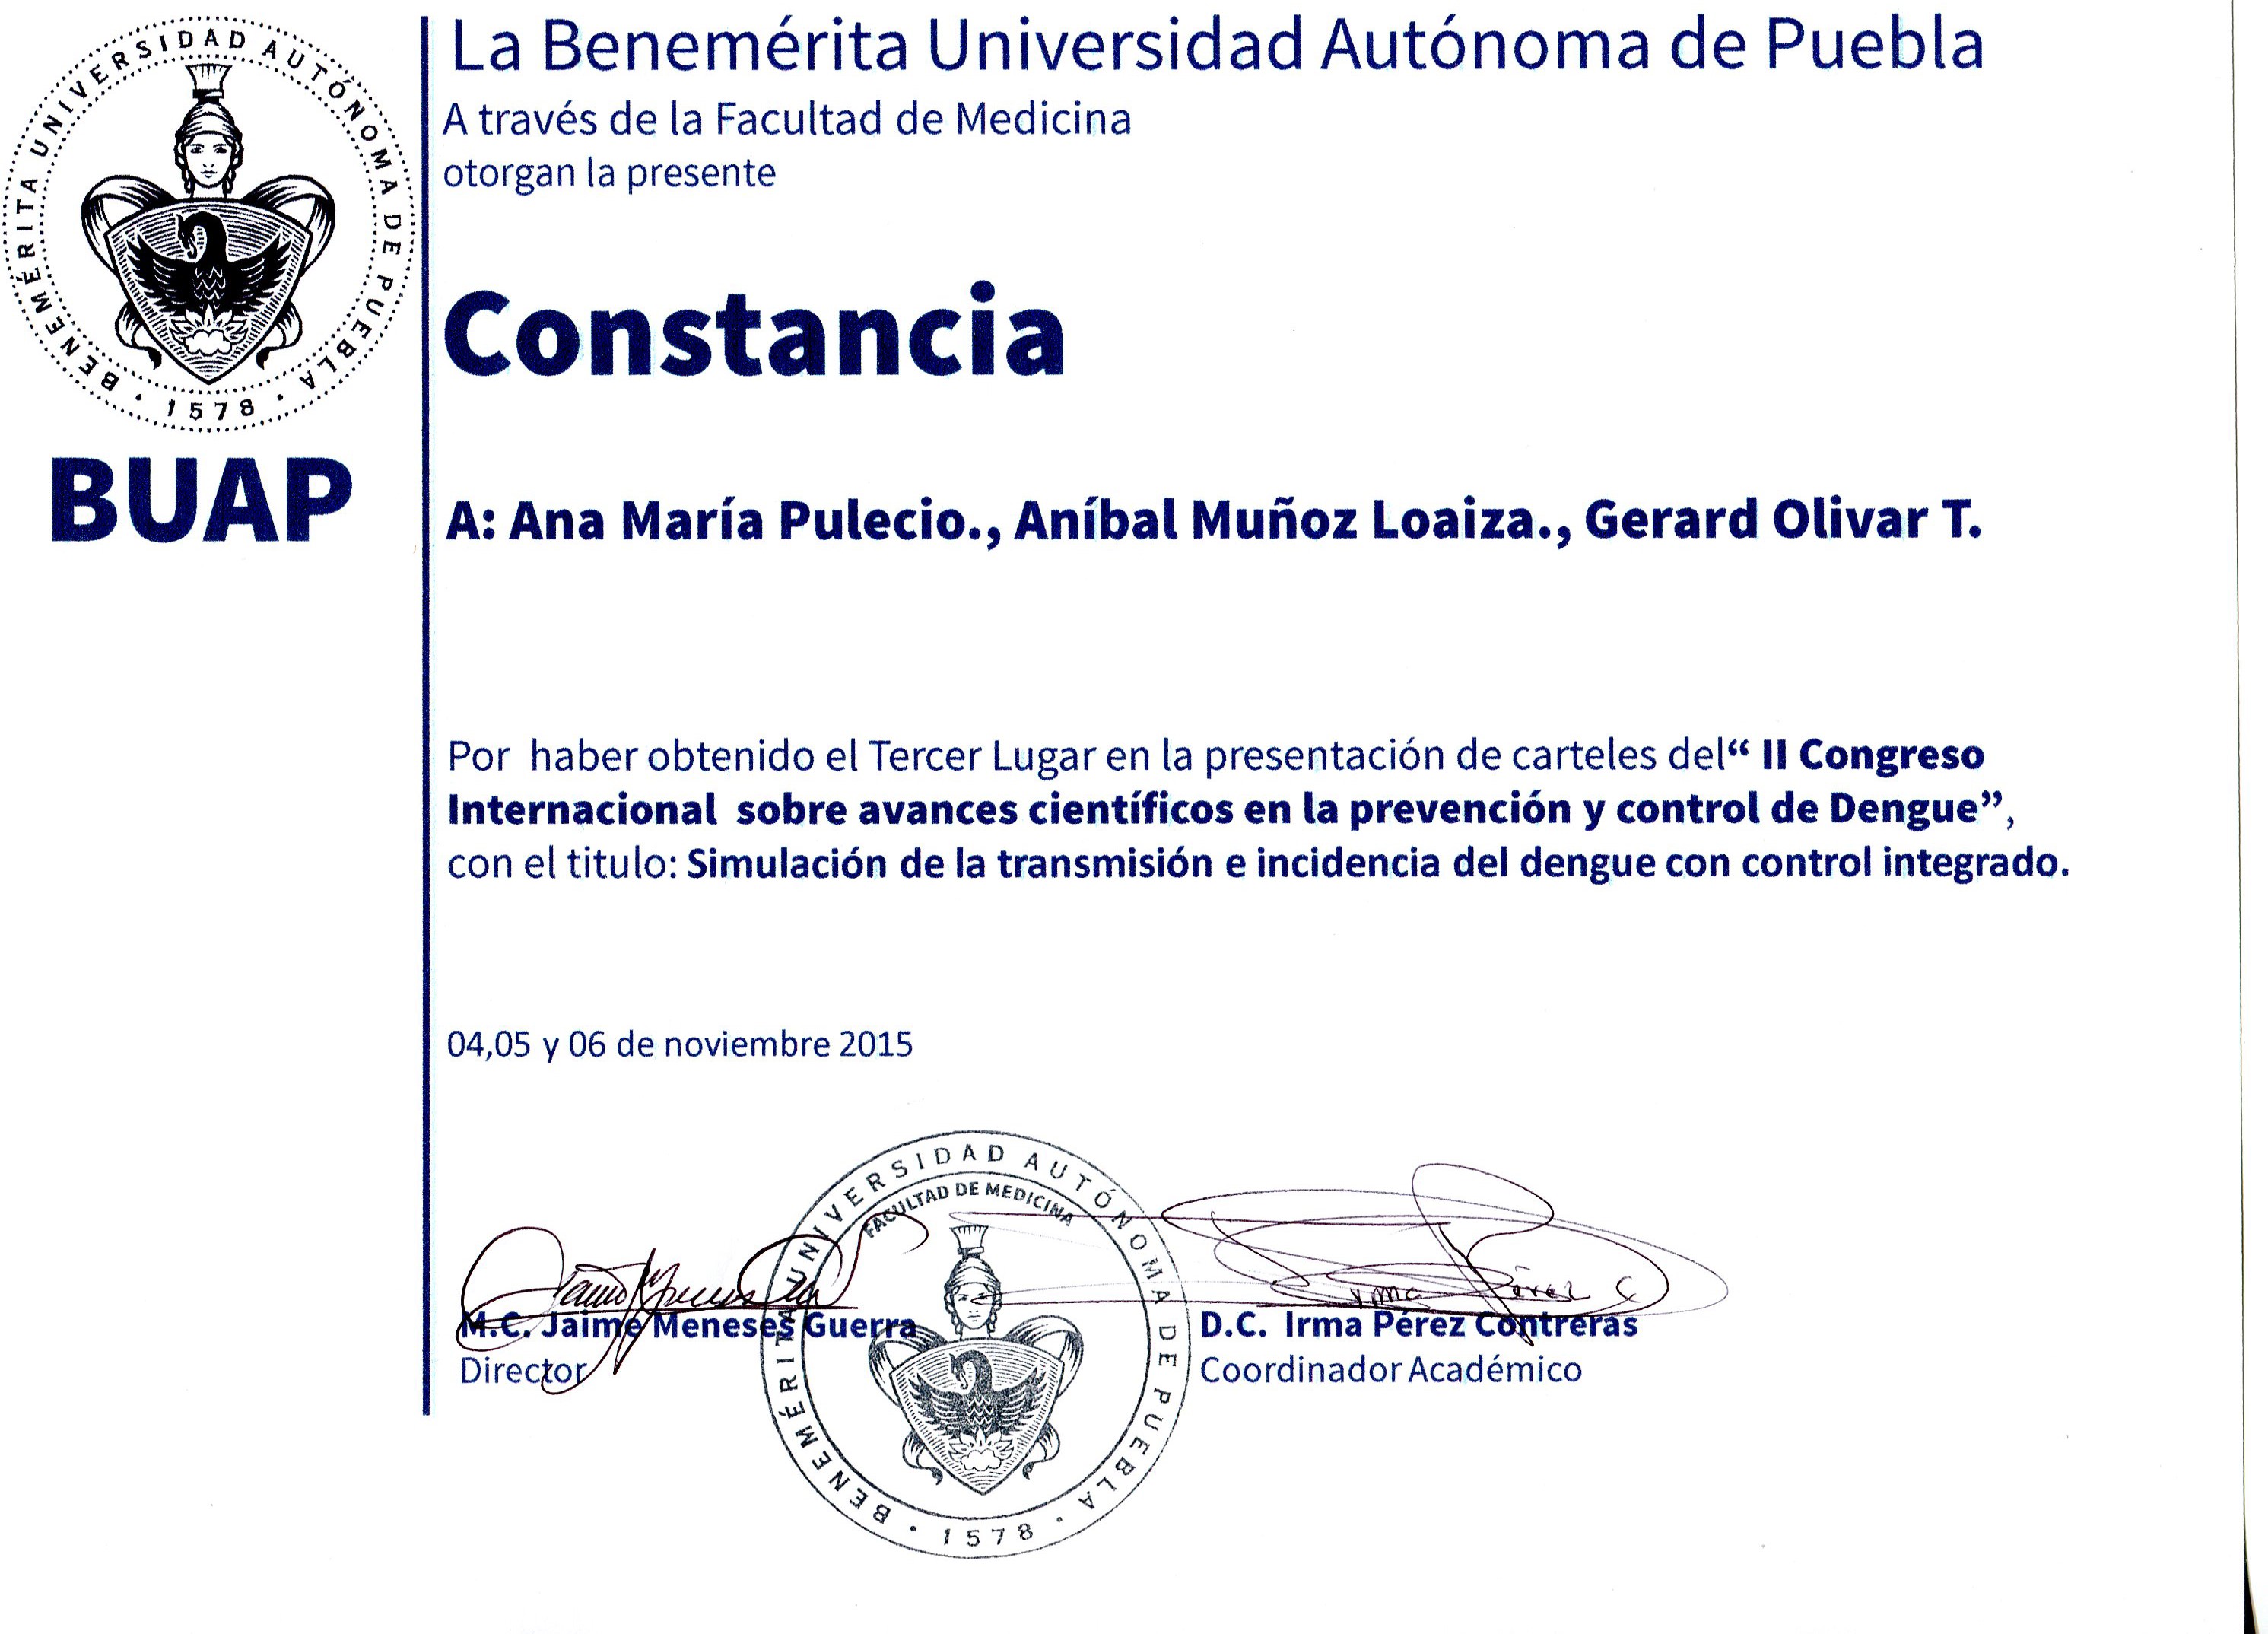 BENEMÉRITA UNIVERSIDAD AUTÓNOMA DE PUEBLA
• 1578 •
BUAP
La Benemérita Universidad Autónoma de Puebla
A través de la Facultad de Medicina
otorgan la presente
Constancia
A: Ana María Pulecio., Aníbal Muñoz Loaiza., Gerard Olivar T.
Por haber obtenido el Tercer Lugar en la presentación de carteles del“ II Congreso
Internacional sobre avances científicos en la prevención y control de Dengue”,
con el titulo: Simulación de la transmisión e incidencia del dengue con control integrado.
04,05 y 06 de noviembre 2015
M.C. Jaime Meneses Guerra
Director
BENEMÉRITA UNIVERSIDAD AUTÓNOMA DE PUEBLA
• 1578 •
FACULTAD DE MEDICINA
D.C. Irma Pérez Contreras
Coordinador Académico